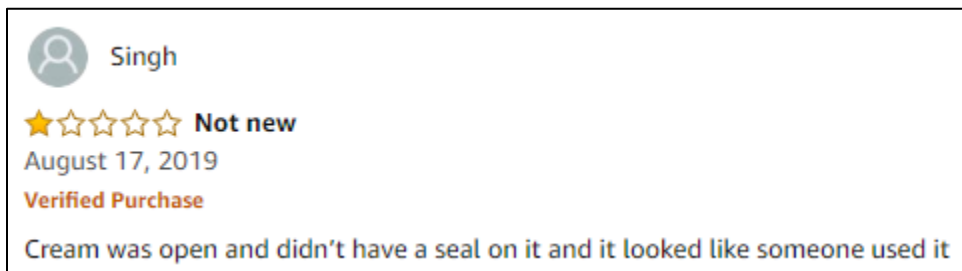 Singh
Not new
August 17, 2019
Verified Purchase
Cream was open and didn’t have a seal on it and it looked like someone used it